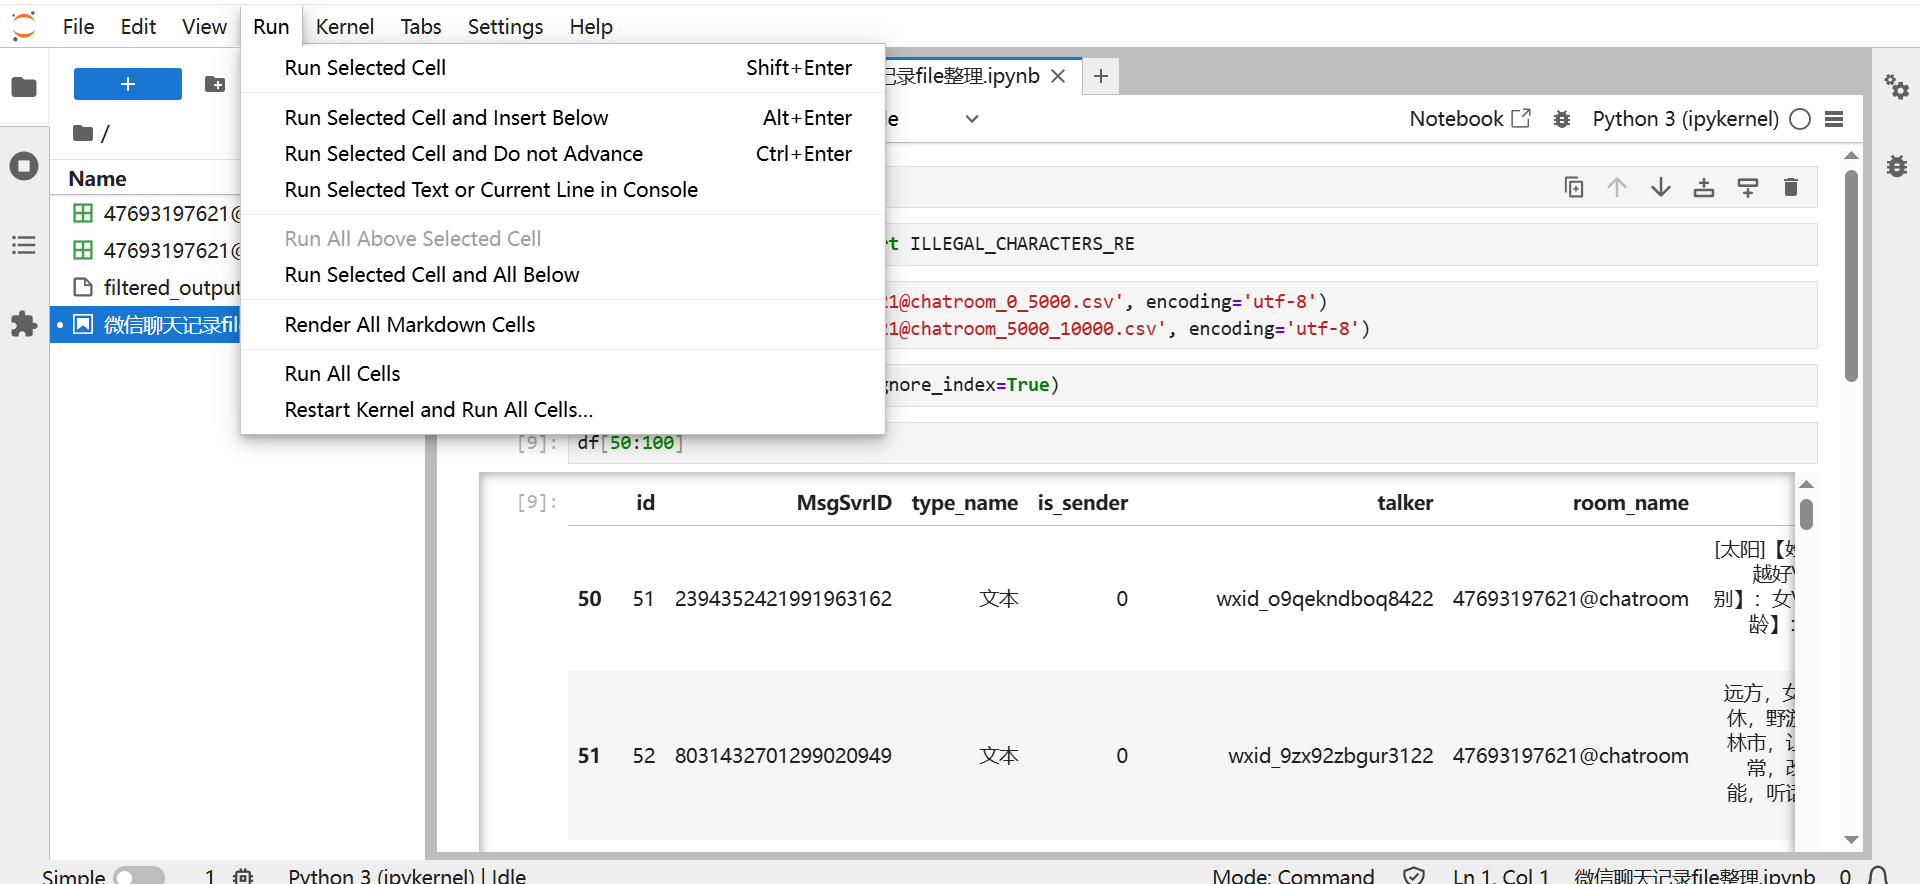 File Edit View Run Kernel Tabs Settings Help
Run Selected Cell Shift+Enter
Run Selected Cell and Insert Below Alt+Enter
Run Selected Cell and Do not Advance Ctrl+Enter
Run Selected Text or Current Line in Console
Run All Above Selected Cell
Run Selected Cell and All Below
Render All Markdown Cells
Run All Cells
Restart Kernel and Run All Cells...
+
/
Name
47693197621@
47693197621@
filtered_output
微信聊天记录fil
记录file整理.ipynb × +
Notebook Python 3 (ipykernel)
ILLEGAL_CHARACTERS_RE
1@chatroom_0_5000.csv', encoding='utf-8')
1@chatroom_5000_10000.csv', encoding='utf-8')
gnore_index=True)
[9]: df[50:100]
[9]:
id MsgSvrID type_name is_sender talker room_name
50 51 2394352421991963162 文本 0 wxid_o9qekndboq8422 47693197621@chatroom
[太阳]【
越好
别】：女
龄】：
51 52 8031432701299020949 文本 0 wxid_9zx92zbgur3122 47693197621@chatroom
远方，女
休，野
林市，
常，
能，听
Simple 1 Python 3 (ipykernel) | Idle Mode: Command Ln 1, Col 1 微信聊天记录file整理.ipynb 0